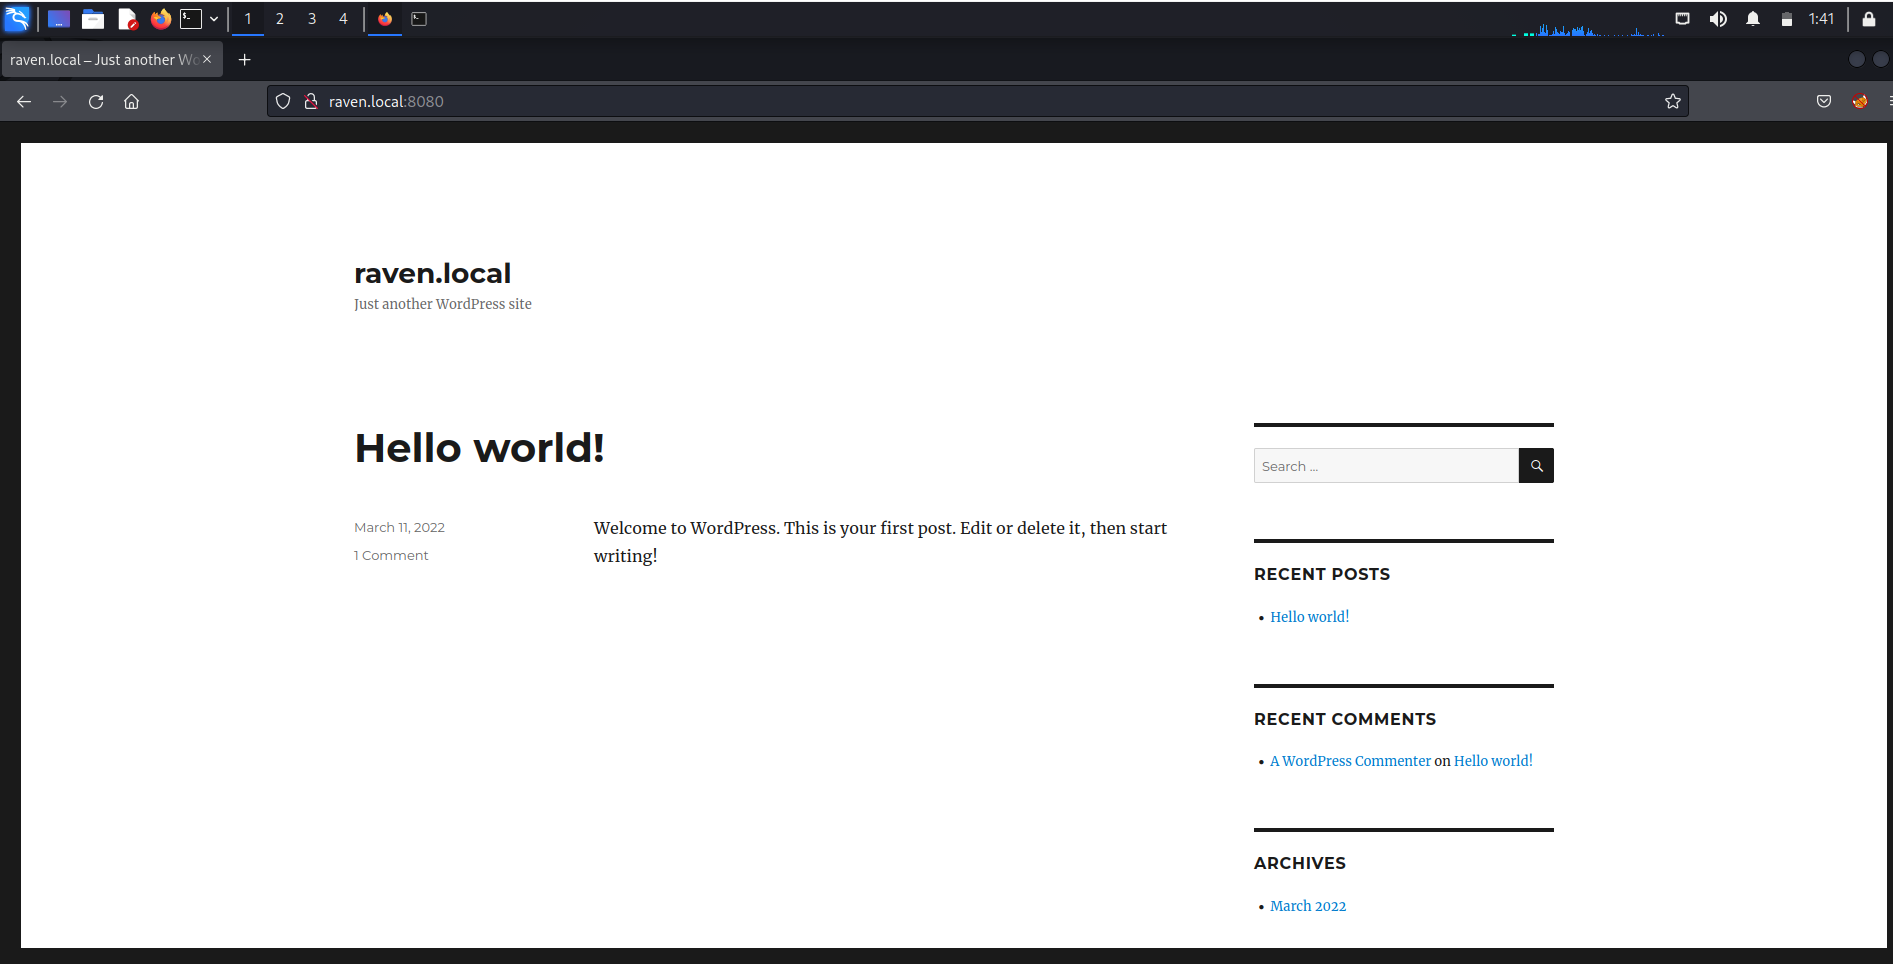 1 2 3 4
1:41
raven.local – Just another Wo
raven.local:8080
raven.local
Just another WordPress site
Hello world!
March 11, 2022
1 Comment
Welcome to WordPress. This is your first post. Edit or delete it, then start
writing!
Search …
RECENT POSTS
Hello world!
RECENT COMMENTS
A WordPress Commenter on Hello world!
ARCHIVES
March 2022